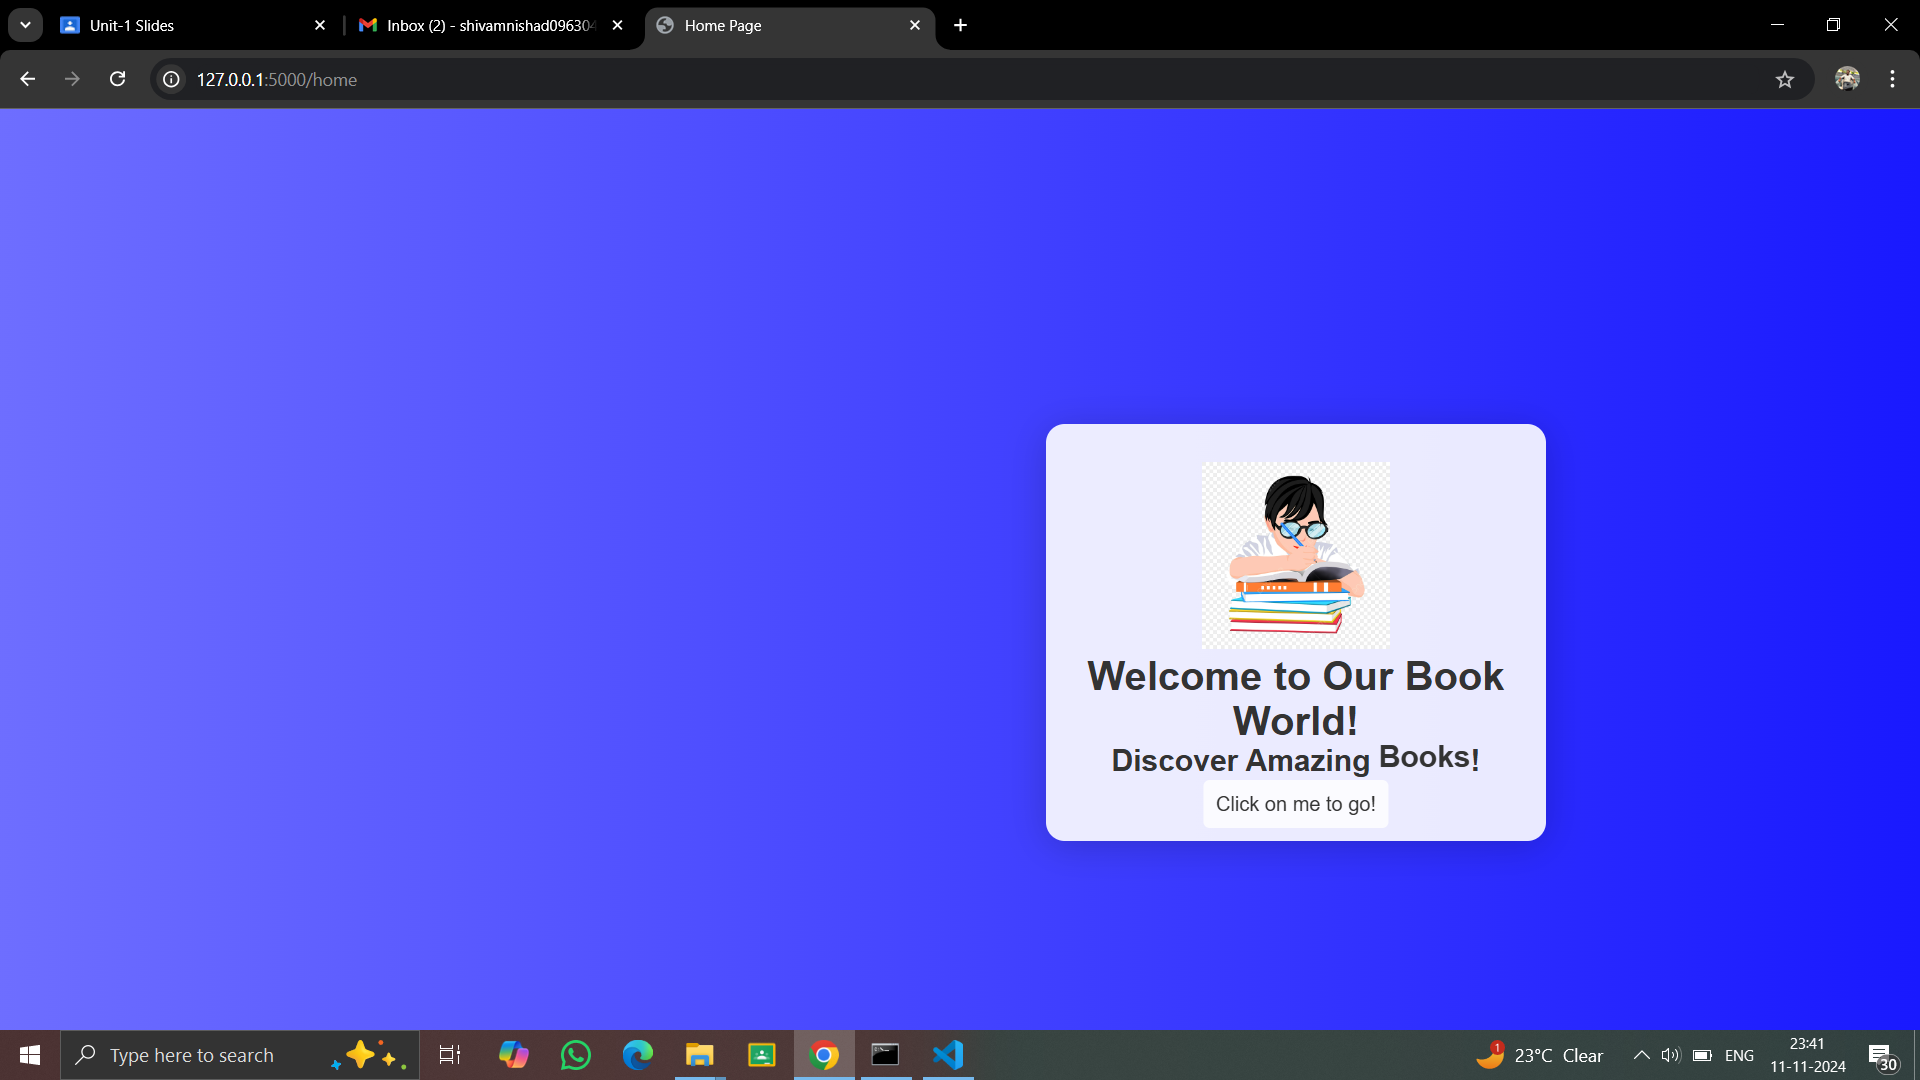 Unit-1 Slides
Inbox (2) - shivamnishad09630
Home Page
127.0.0.1:5000/home
Welcome to Our Book
World!
Discover Amazing Books!
Click on me to go!
Type here to search
1
23°C Clear
ENG
23:41
11-11-2024
30